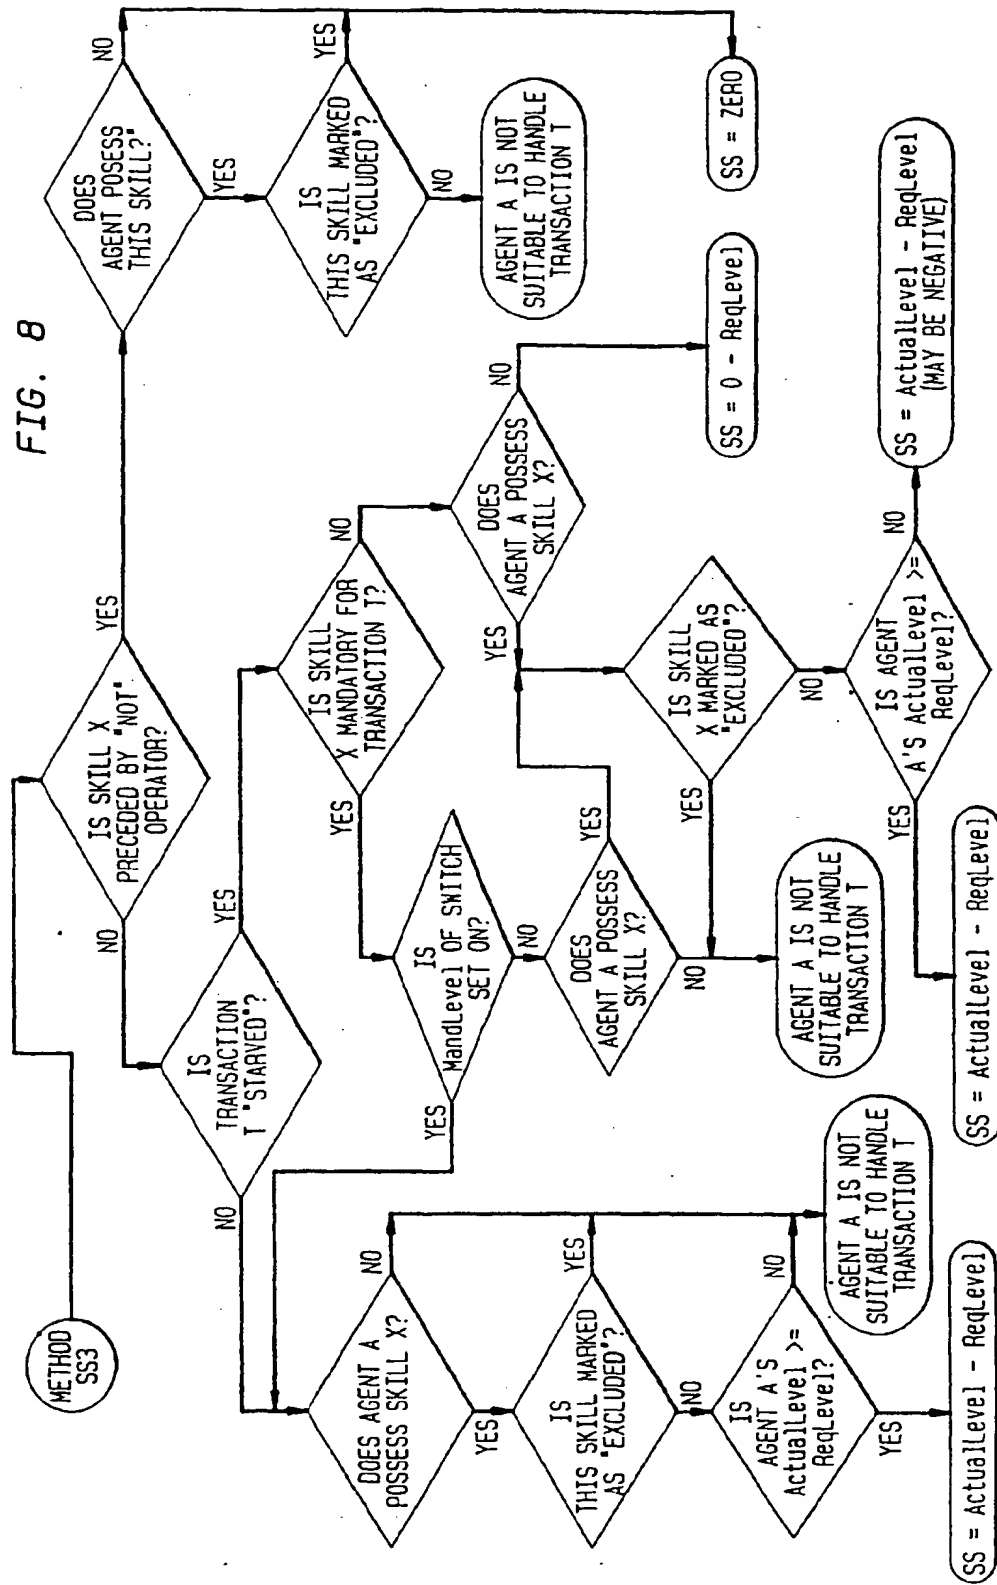 FIG. 8
METHOD
SS3
IS SKILL X
PRECEDED BY "NOT"
OPERATOR?
YES
NO
DOES
AGENT POSESS
THIS SKILL?"
NO
YES
IS
THIS SKILL MARKED
AS "EXCLUDED"?
YES
NO
AGENT A IS NOT
SUITABLE TO HANDLE
TRANSACTION T
SS = ZERO
IS
TRANSACTION
T "STARVED"?
YES
NO
IS SKILL
X MANDATORY FOR
TRANSACTION T?
NO
YES
DOES
AGENT A POSSESS
SKILL X?
NO
YES
SS = 0 - ReqLevel
IS
MandLevel OF SWITCH
SET ON?
YES
NO
DOES
AGENT A POSSESS
SKILL X?
YES
NO
IS SKILL
X MARKED AS
"EXCLUDED"?
YES
NO
AGENT A IS NOT
SUITABLE TO HANDLE
TRANSACTION T
IS AGENT
A'S ActualLevel >=
ReqLevel?
NO
YES
SS = ActualLevel - ReqLevel
(MAY BE NEGATIVE)
SS = ActualLevel - ReqLevel
DOES AGENT A
POSSESS SKILL X?
NO
YES
IS
THIS SKILL MARKED
AS "EXCLUDED"?
YES
NO
IS
AGENT A'S
ActualLevel >=
ReqLevel?
NO
YES
AGENT A IS NOT
SUITABLE TO HANDLE
TRANSACTION T
SS = ActualLevel - ReqLevel